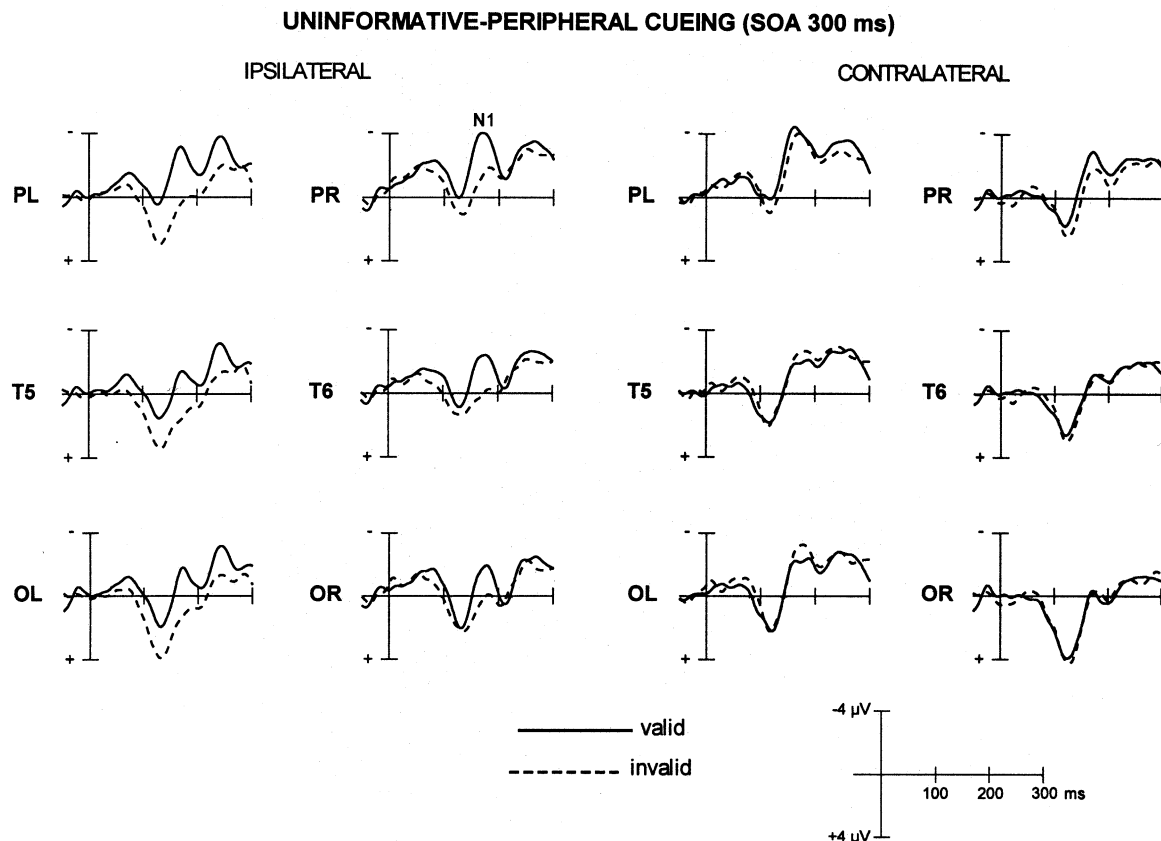 UNINFORMATIVE-PERIPHERAL CUEING (SOA 300 ms)
IPSILATERAL CONTRALATERAL
N1
- - - -
PL PR PL PR
+ + + +
- - - -
T5 T6 T5 T6
+ + + +
- - - -
OL OR OL OR
+ + + +
-4 µV
valid
invalid
100 200 300 ms
+4 µV